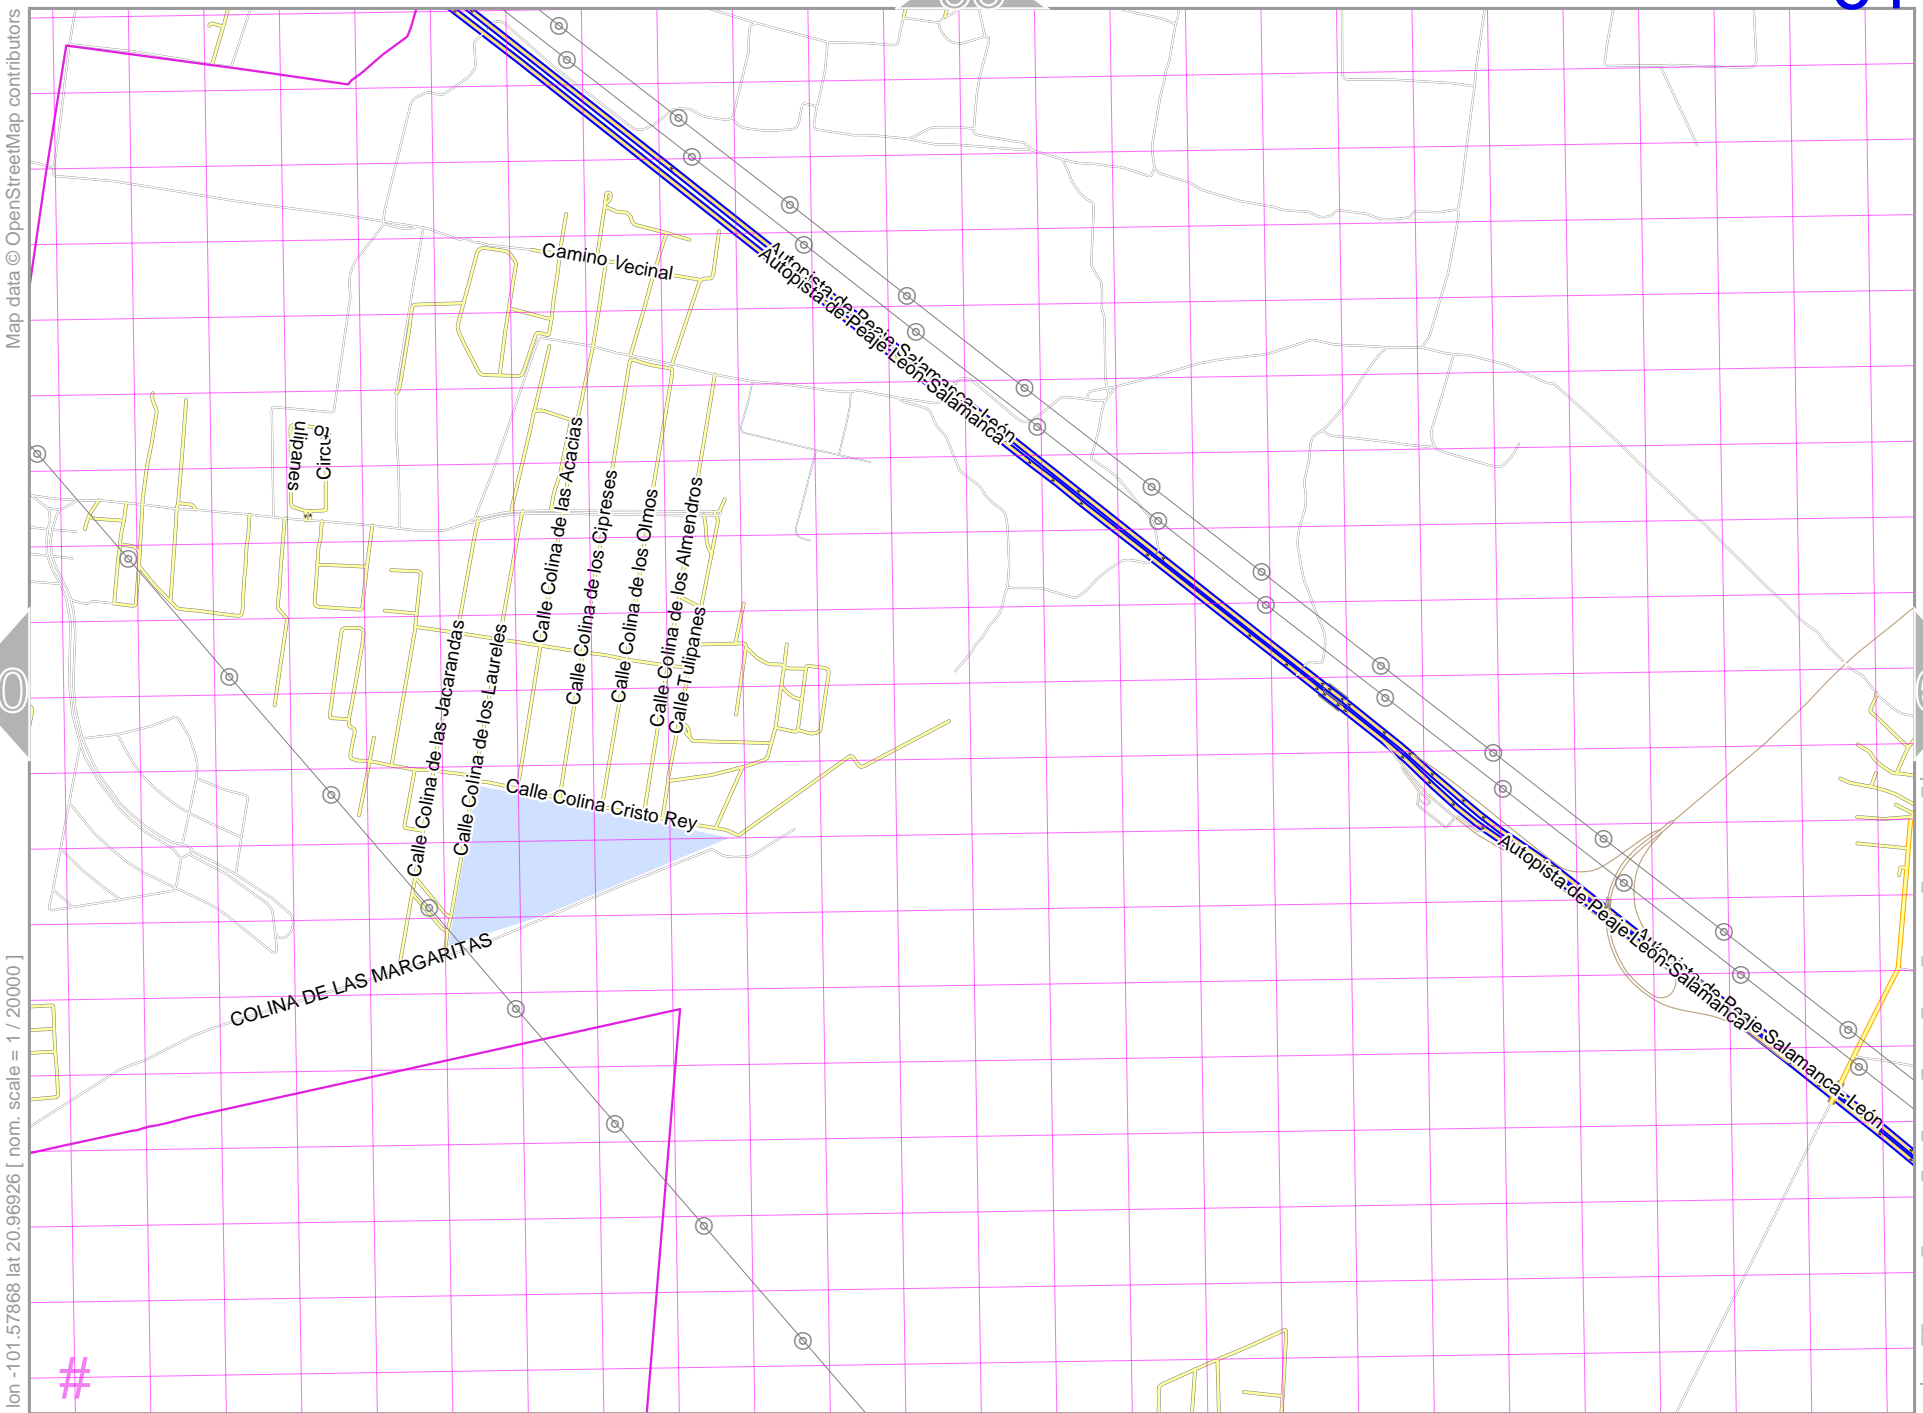 Map data © OpenStreetMap contributors
lon -101.57868 lat 20.96926 [ nom. scale = 1 / 20000 ]
Camino Vecinal
Autopista de Peaje Salamanca-León
Autopista de Peaje León-Salamanca
Circuito
ulipanes
Calle Colina de las Acacias
Calle Colina de los Cipreses
Calle Colina de los Olmos
Calle Colina de los Almendros
Calle Tulipanes
Calle Colina de las Jacarandas
Calle Colina de los Laureles
Calle Colina Cristo Rey
COLINA DE LAS MARGARITAS
Autopista de Peaje León-Salamanca
Autopista de Peaje Salamanca-León
#